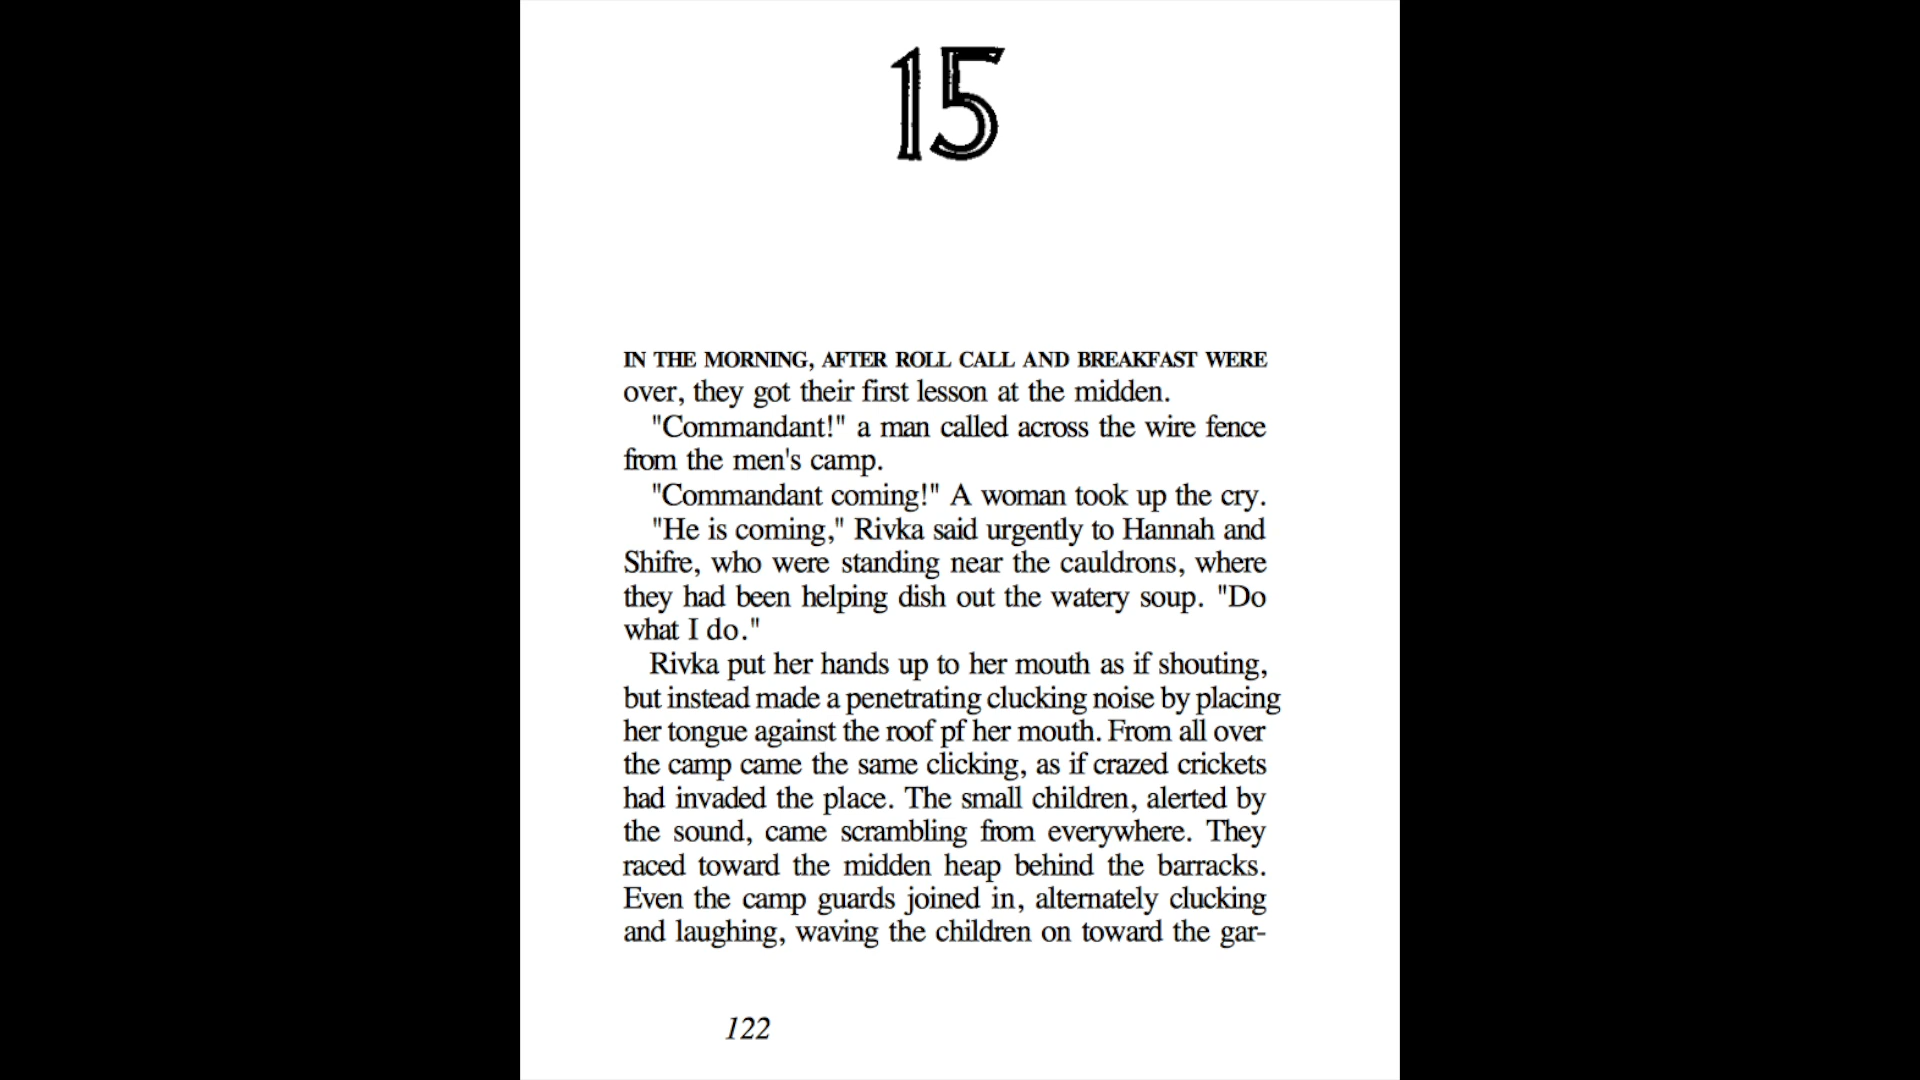 15
IN THE MORNING, AFTER ROLL CALL AND BREAKFAST WERE
over, they got their first lesson at the midden.
"Commandant!" a man called across the wire fence
from the men's camp.
"Commandant coming!" A woman took up the cry.
"He is coming," Rivka said urgently to Hannah and
Shifre, who were standing near the cauldrons, where
they had been helping dish out the watery soup. "Do
what I do."
Rivka put her hands up to her mouth as if shouting,
but instead made a penetrating clucking noise by placing
her tongue against the roof pf her mouth. From all over
the camp came the same clicking, as if crazed crickets
had invaded the place. The small children, alerted by
the sound, came scrambling from everywhere. They
raced toward the midden heap behind the barracks.
Even the camp guards joined in, alternately clucking
and laughing, waving the children on toward the gar-
122